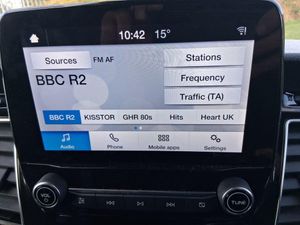 10:42 15°
Sources FM AF Stations
BBC R2 Frequency
Traffic (TA)
BBC R2 KISSTOR GHR 80s Hits Heart UK
Audio Phone Mobile apps Settings
VOL TUNE